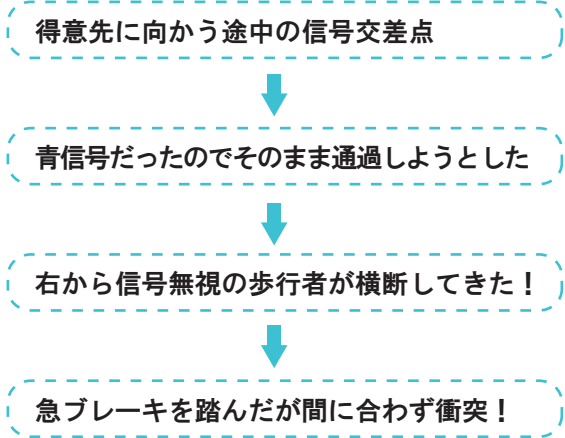 得意先に向かう途中の信号交差点
青信号だったのでそのまま通過しようとした
右から信号無視の歩行者が横断してきた！
急ブレーキを踏んだが間に合わず衝突！